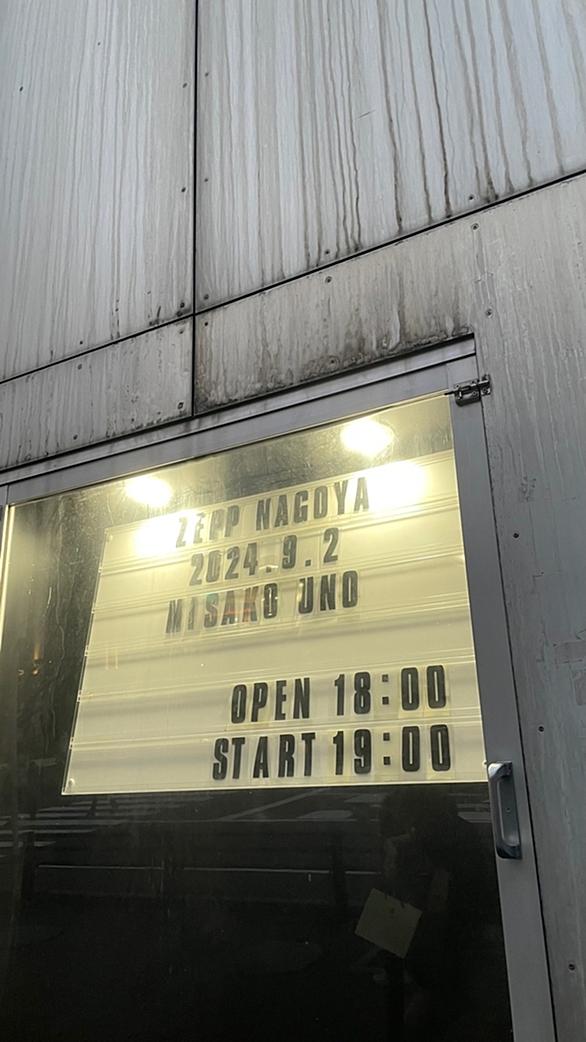 ZEPP NAGOYA
2024.9.2
MISAKO UNO
OPEN 18:00
START 19:00